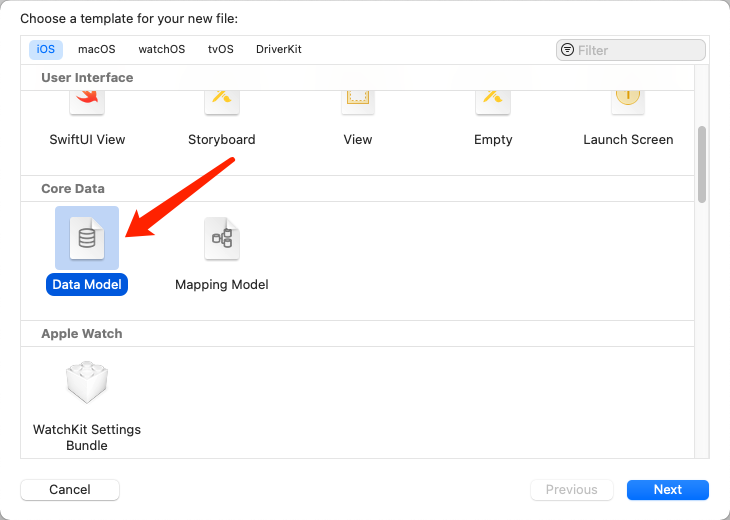 Choose a template for your new file:
iOS macOS watchOS tvOS DriverKit Filter
User Interface
SwiftUI View Storyboard View Empty Launch Screen
Core Data
Data Model Mapping Model
Apple Watch
WatchKit Settings
Bundle
Cancel Previous Next